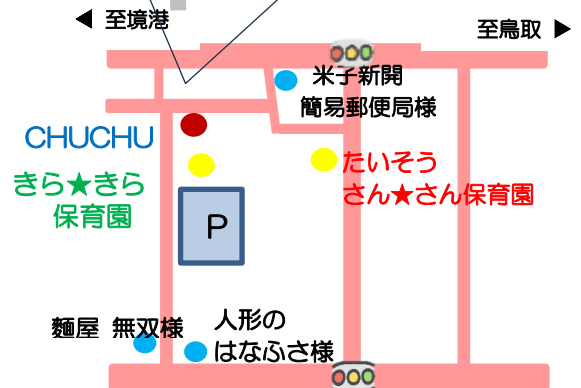 ◀ 至境港
至鳥取 ▶
米子新開
簡易郵便局様
CHUCHU
たいそう
さん★さん保育園
きら★きら
保育園
P
人形の
はなふさ様
麵屋 無双様